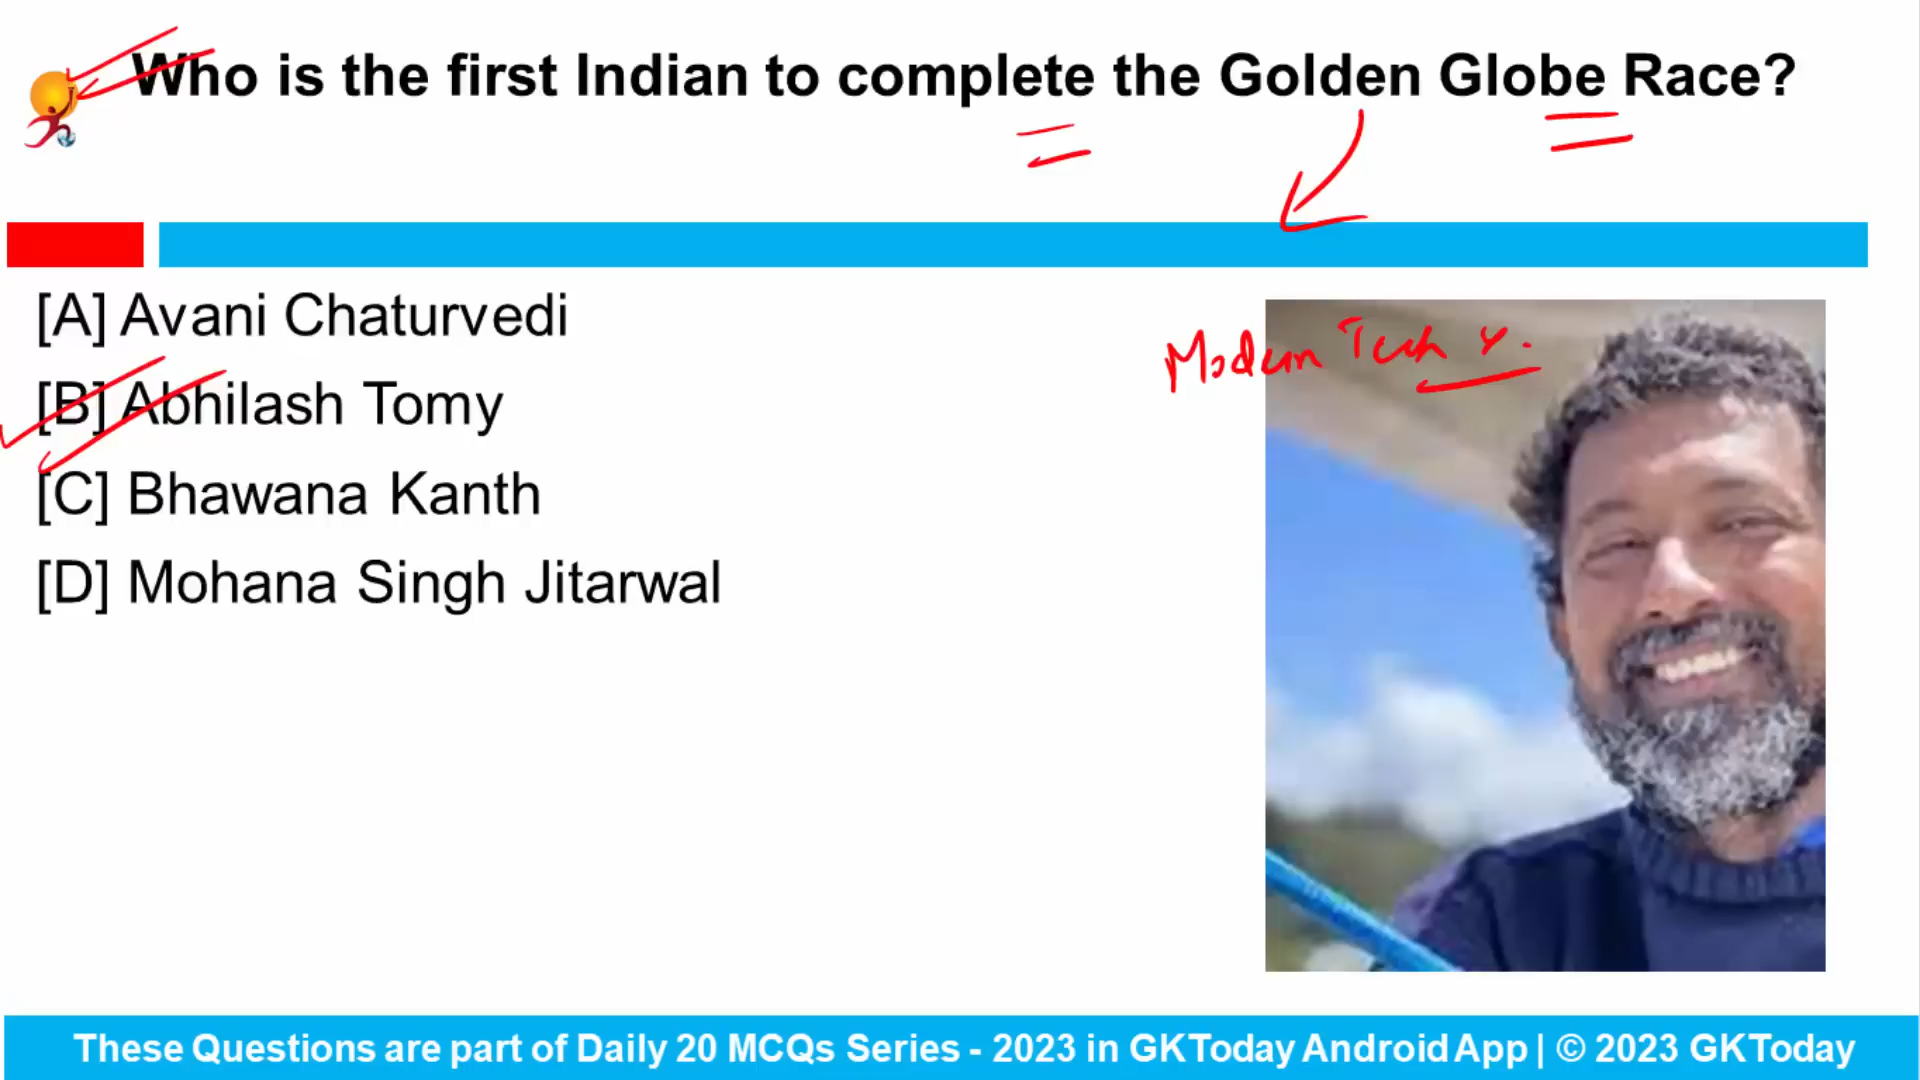 Who is the first Indian to complete the Golden Globe Race?
[A] Avani Chaturvedi
Modern Tech x.
[B] Abhilash Tomy
[C] Bhawana Kanth
[D] Mohana Singh Jitarwal
These Questions are part of Daily 20 MCQs Series - 2023 in GKToday Android App | © 2023 GKToday